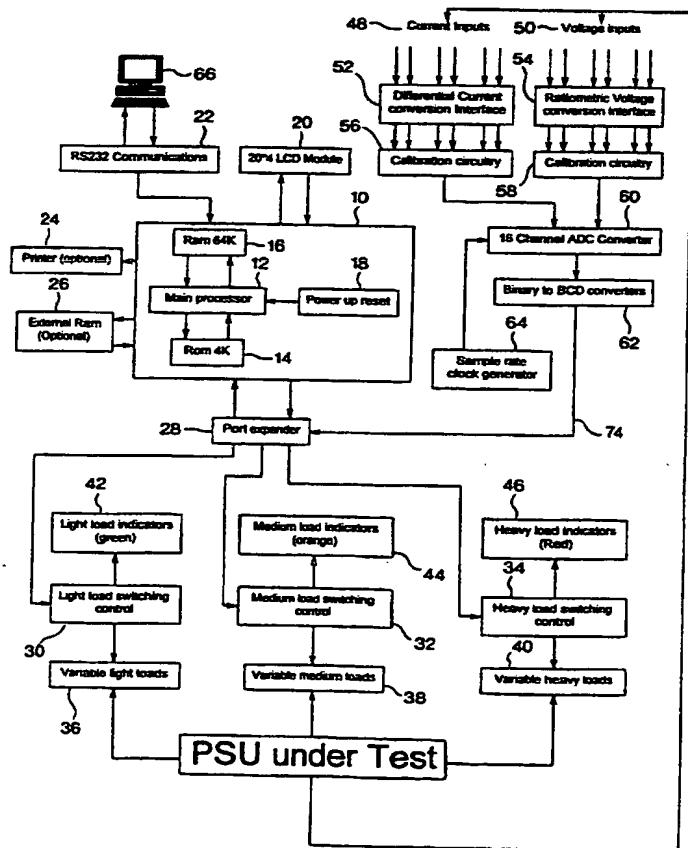 48
Current Inputs
50
Voltage inputs
66
52
Differential Current
conversion Interface
54
Ratiometric Voltage
conversion interface
22
RS232 Communications
20
20*4 LCD Module
56
Calibration circuitry
58
Calibration circuitry
10
60
16 Channel ADC Converter
24
Printer (optional)
Ram 64K
16
12
Main processor
18
Power up reset
Binary to BCD converters
62
26
External Ram
(Optional)
Rom 4K
14
64
Sample rate
clock generator
28
Port expander
74
42
Light load indicators
(green)
Medium load indicators
(orange)
44
46
Heavy load indicators
(Red)
Light load switching
control
30
Medium load switching
control
32
34
Heavy load switching
control
Variable light loads
36
Variable medium loads
38
40
Variable heavy loads
PSU under Test